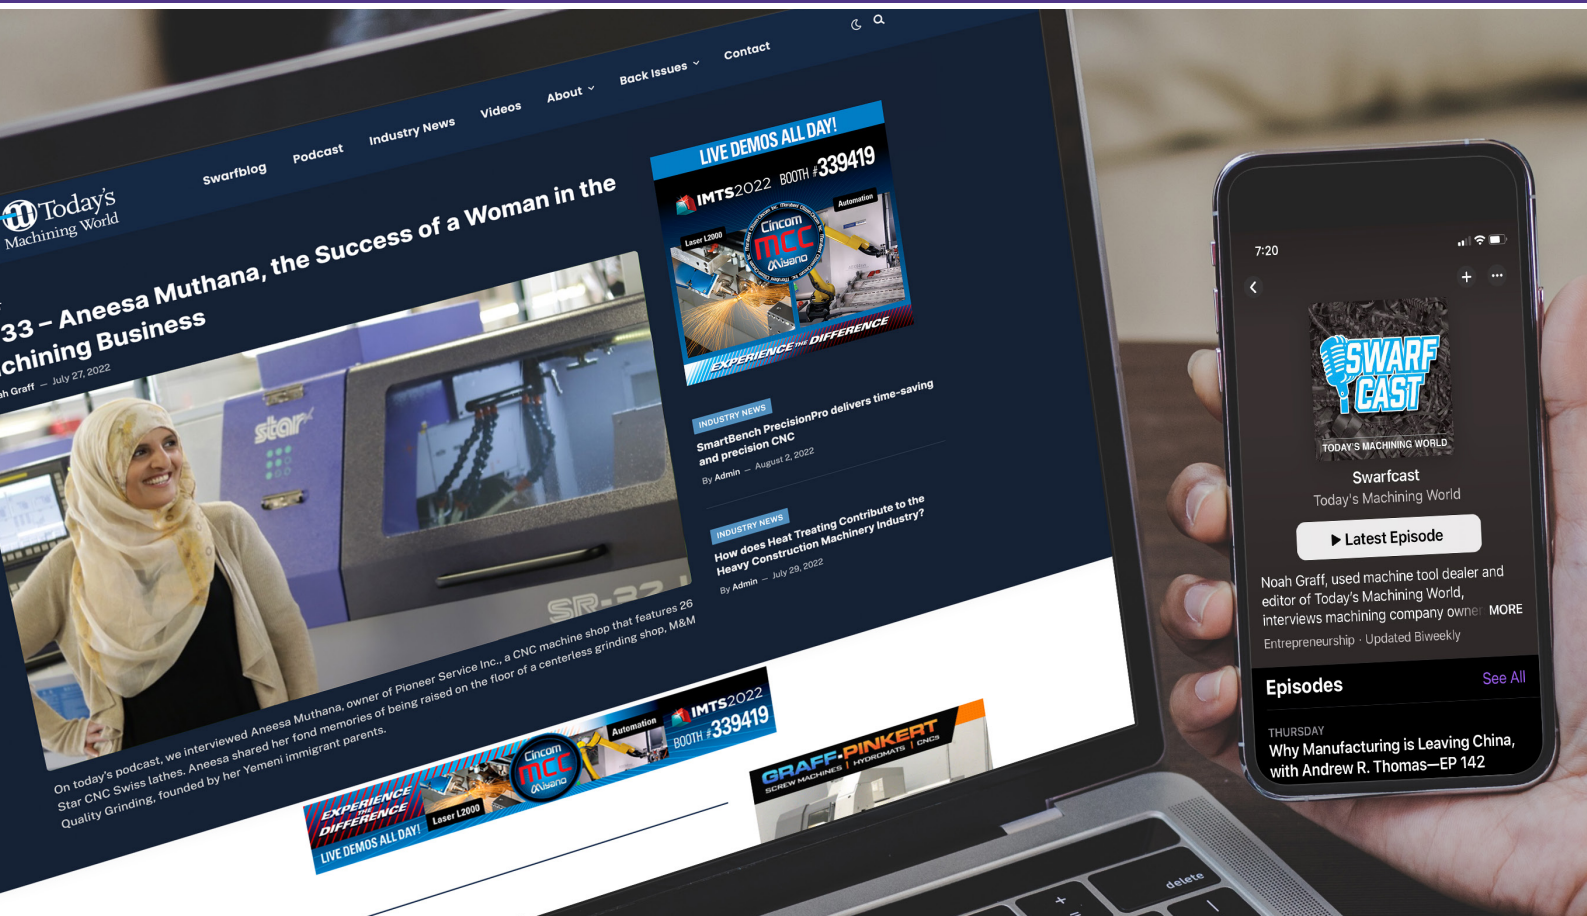 Swarfblog Podcast Industry News Videos About Back Issues Contact
Today's
Machining World
33 – Aneesa Muthana, the Success of a Woman in the
chining Business
ah Graff — July 27, 2022
star
SR-32J
On today's podcast, we interviewed Aneesa Muthana, owner of Pioneer Service Inc., a CNC machine shop that features 26
Star CNC Swiss lathes. Aneesa shared her fond memories of being raised on the floor of a centerless grinding shop, M&M
Quality Grinding, founded by her Yemeni immigrant parents.
LIVE DEMOS ALL DAY!
IMTS2022 BOOTH #339419
Laser L2000
Automation
Cincom
MCC
Miyano
EXPERIENCE THE DIFFERENCE
INDUSTRY NEWS
SmartBench PrecisionPro delivers time-saving
and precision CNC
By Admin — August 2, 2022
INDUSTRY NEWS
How does Heat Treating Contribute to the
Heavy Construction Machinery Industry?
By Admin — July 29, 2022
EXPERIENCE
THE
DIFFERENCE
LIVE DEMOS ALL DAY!
Laser L2000
Cincom
MCC
Miyano
Automation
IMTS2022
BOOTH #339419
GRAFF-PINKERT
SCREW MACHINES | HYDROMATS | CNCS
delete
7:20
SWARF
CAST
TODAY'S MACHINING WORLD
Swarfcast
Today's Machining World
Latest Episode
Noah Graff, used machine tool dealer and
editor of Today's Machining World,
interviews machining company owner MORE
Entrepreneurship · Updated Biweekly
Episodes See All
THURSDAY
Why Manufacturing is Leaving China,
with Andrew R. Thomas—EP 142